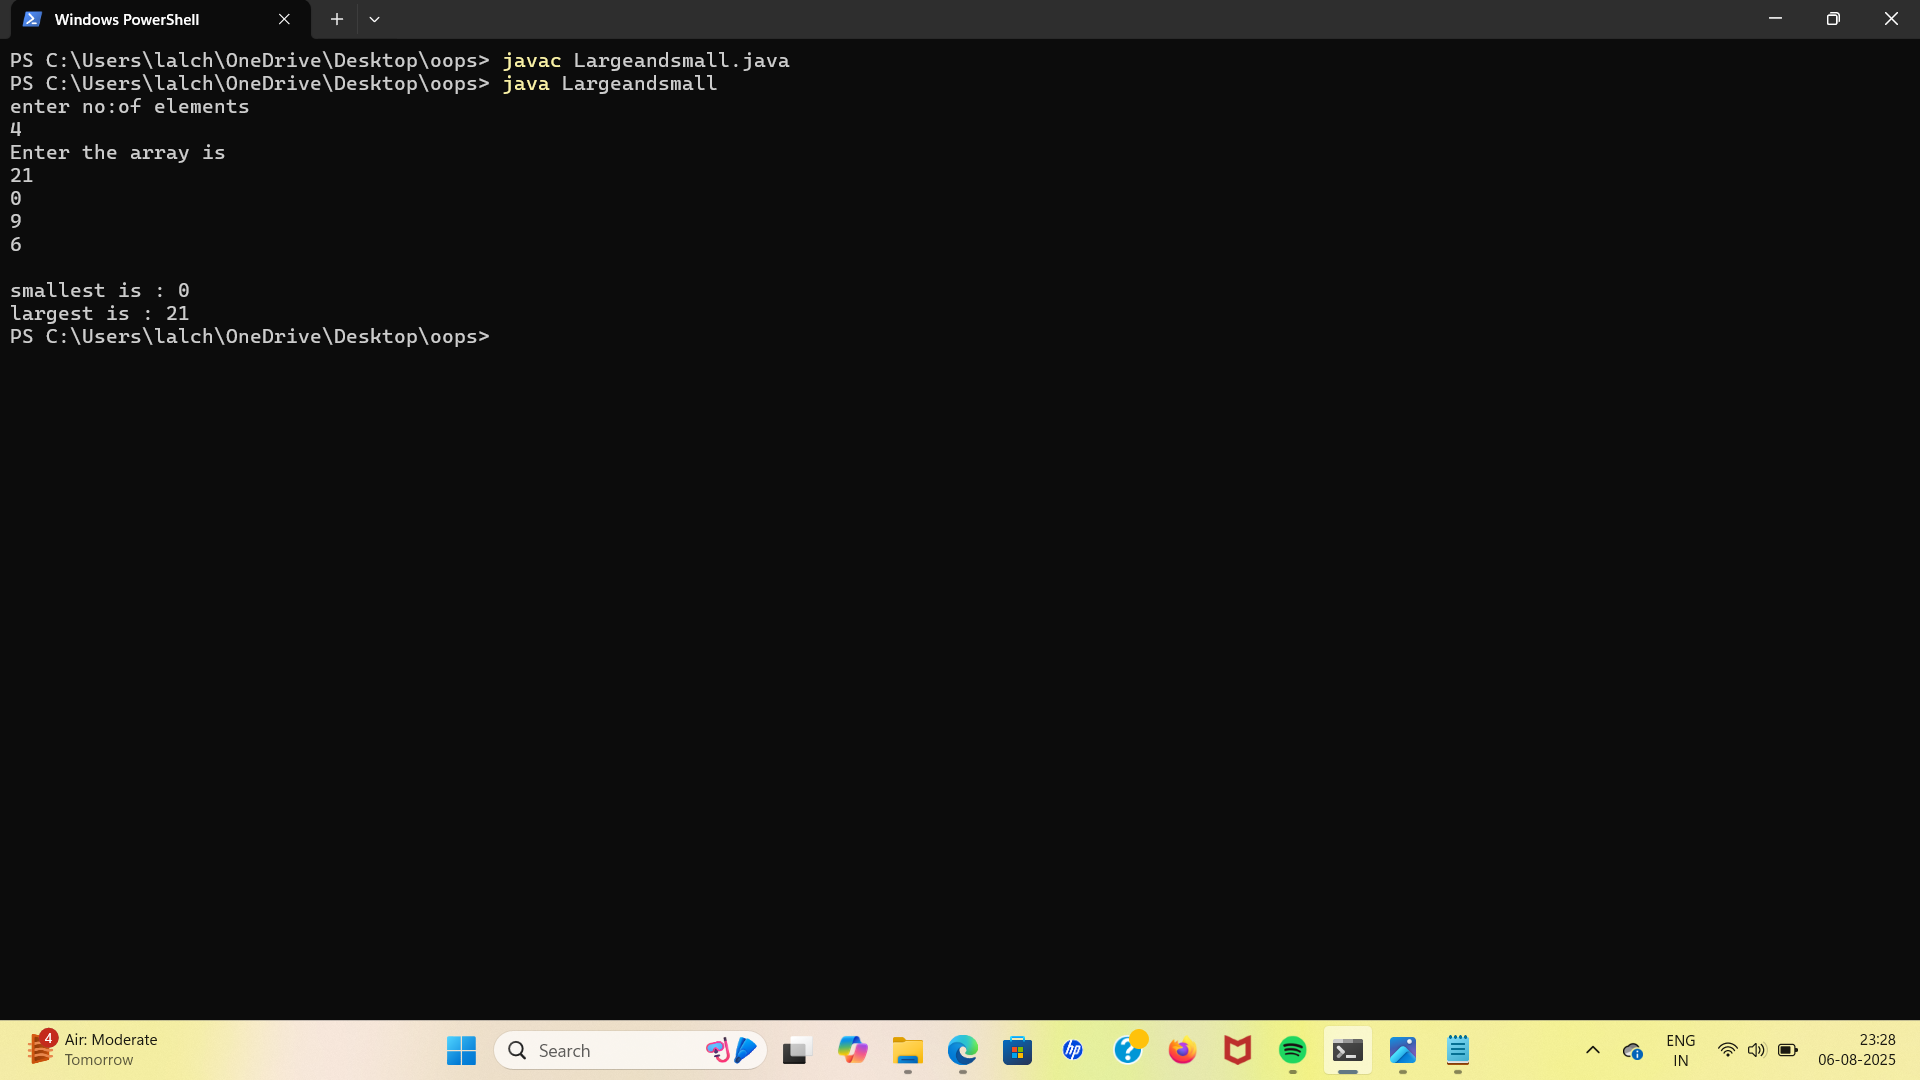 Windows PowerShell
PS C:\Users\lalch\OneDrive\Desktop\oops> javac Largeandsmall.java
PS C:\Users\lalch\OneDrive\Desktop\oops> java Largeandsmall
enter no:of elements
4
Enter the array is
21
0
9
6
smallest is : 0
largest is : 21
PS C:\Users\lalch\OneDrive\Desktop\oops>
4
Air: Moderate
Tomorrow
Search
hp
ENG
IN
23:28
06-08-2025